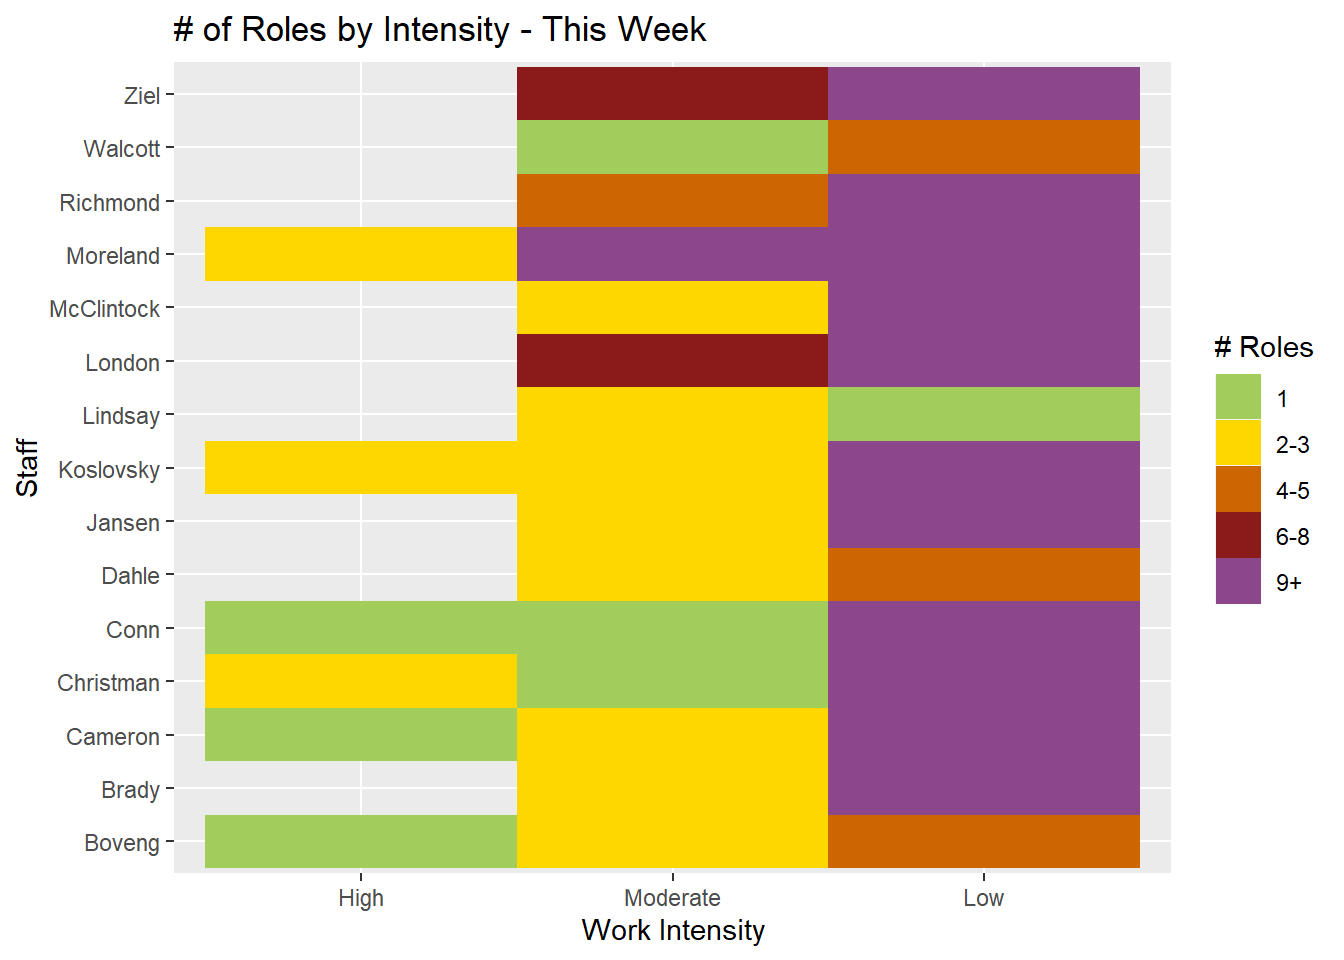 # of Roles by Intensity - This Week
Ziel
Walcott
Richmond
Moreland
McClintock
London
Lindsay
Koslovsky
Jansen
Dahle
Conn
Christman
Cameron
Brady
Boveng
Staff
High Moderate Low
Work Intensity
# Roles
1
2-3
4-5
6-8
9+